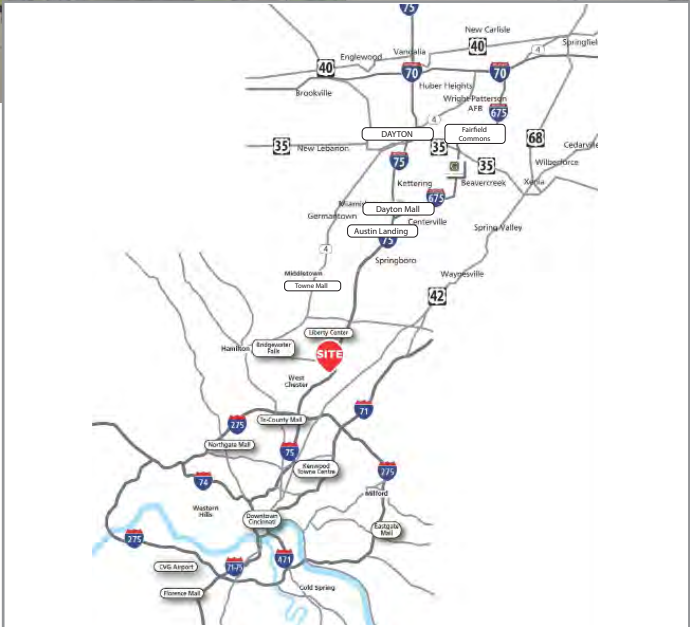 75
New Carlisle
40
Springfiel
Englewood
Vandalia
4
40
70
70
Huber Heights
Brookville
Wright-Patterson
AFB
675
4
DAYTON
Fairfield
Commons
68
35
New Lebanon
35
Cedarville
75
35
Wilberforce
Kettering
Beavercreek
Xenia
675
Miamis
Dayton Mall
Germantown
Centerville
Austin Landing
75
Spring Valley
4
Springboro
Middletown
Waynesville
Towne Mall
42
Liberty Center
Hamilton
Bridgewater
Falls
SITE
West
Chester
71
275
Tri-County Mall
Northgate Mall
75
Kenwood
Towne Centre
275
74
Milford
Western
Hills
Downtown
Cincinnati
Eastgate
Mall
275
471
CVG Airport
71-75
Cold Spring
Florence Mall